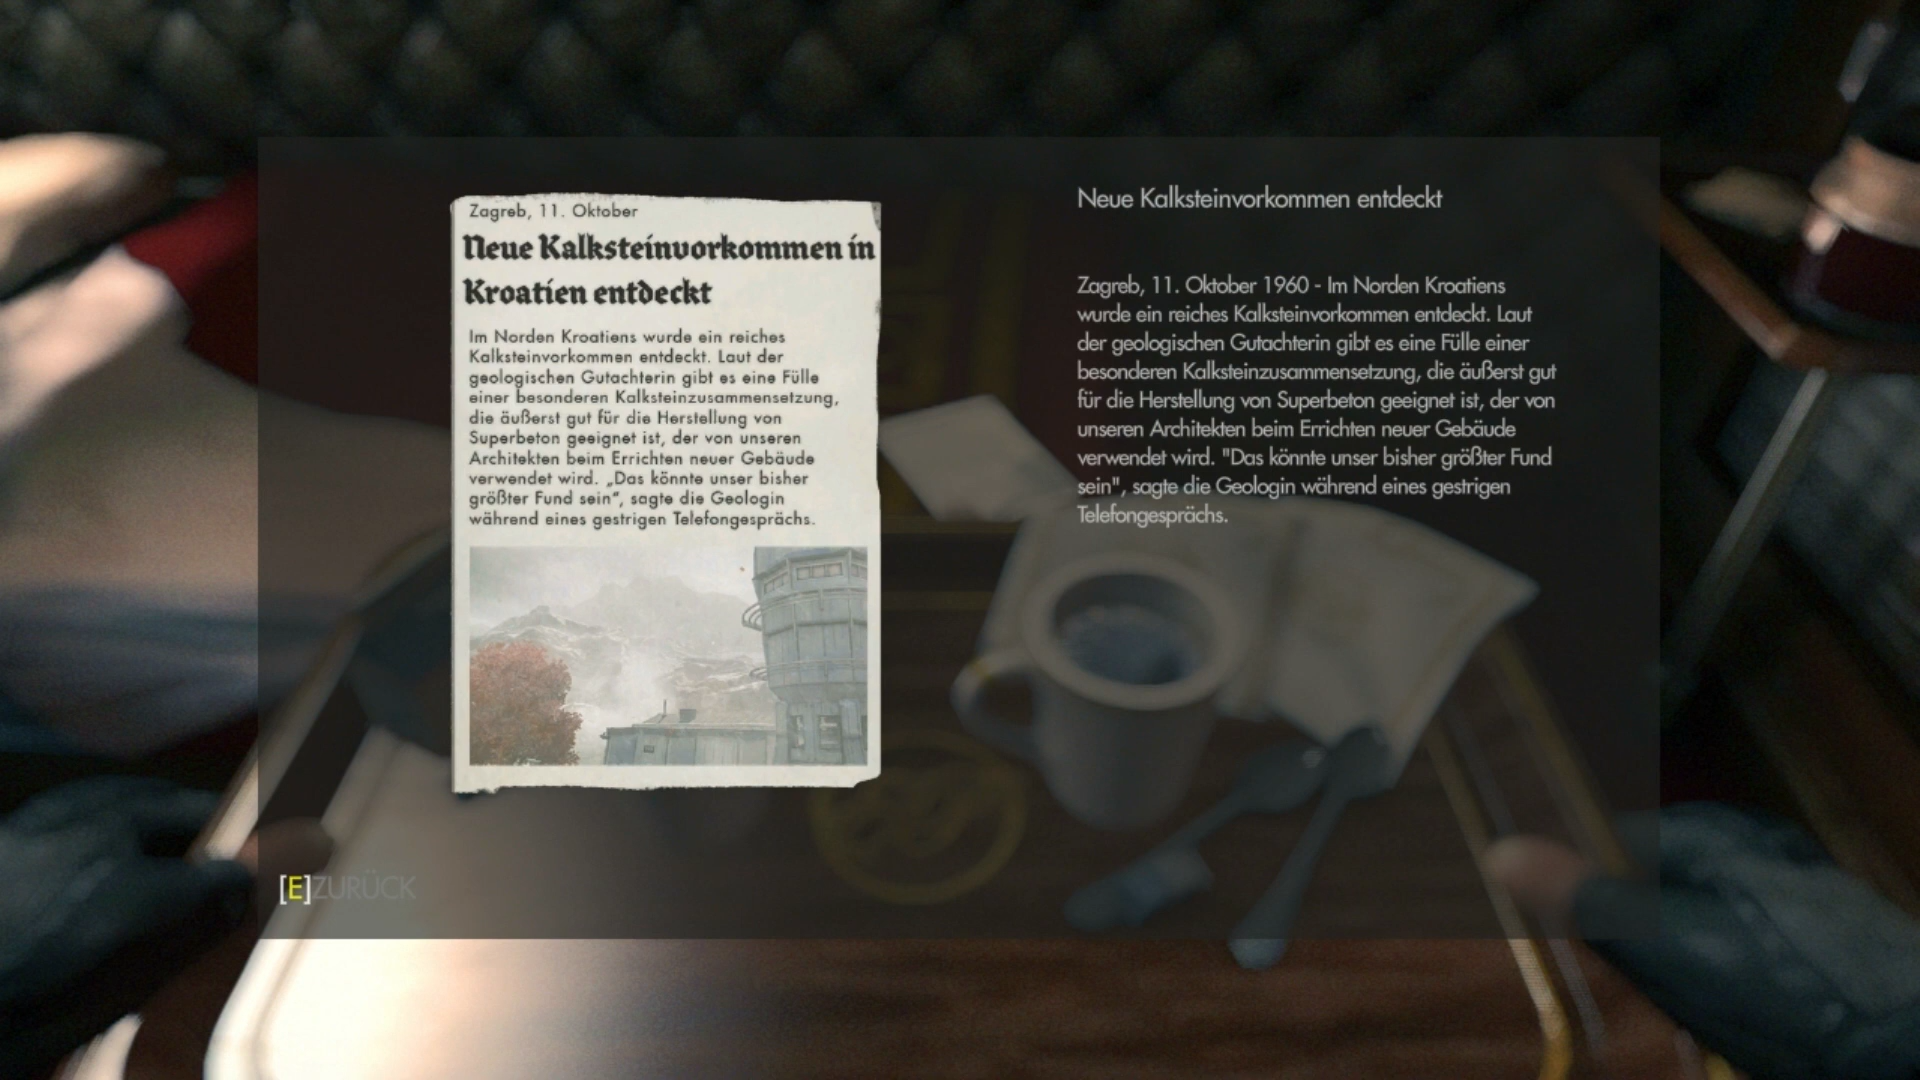 Zagreb, 11. Oktober
Neue Kalksteinvorkommen in
Kroatien entdeckt
Im Norden Kroatiens wurde ein reiches
Kalksteinvorkommen entdeckt. Laut der
geologischen Gutachterin gibt es eine Fülle
einer besonderen Kalksteinzusammensetzung,
die äußerst gut für die Herstellung von
Superbeton geeignet ist, der von unseren
Architekten beim Errichten neuer Gebäude
verwendet wird. „Das könnte unser bisher
größter Fund sein“, sagte die Geologin
während eines gestrigen Telefongesprächs.
Neue Kalksteinvorkommen entdeckt
Zagreb, 11. Oktober 1960 - Im Norden Kroatiens
wurde ein reiches Kalksteinvorkommen entdeckt. Laut
der geologischen Gutachterin gibt es eine Fülle einer
besonderen Kalksteinzusammensetzung, die äußerst gut
für die Herstellung von Superbeton geeignet ist, der von
unseren Architekten beim Errichten neuer Gebäude
verwendet wird. "Das könnte unser bisher größter Fund
sein", sagte die Geologin während eines gestrigen
Telefongesprächs.
[E]ZURÜCK